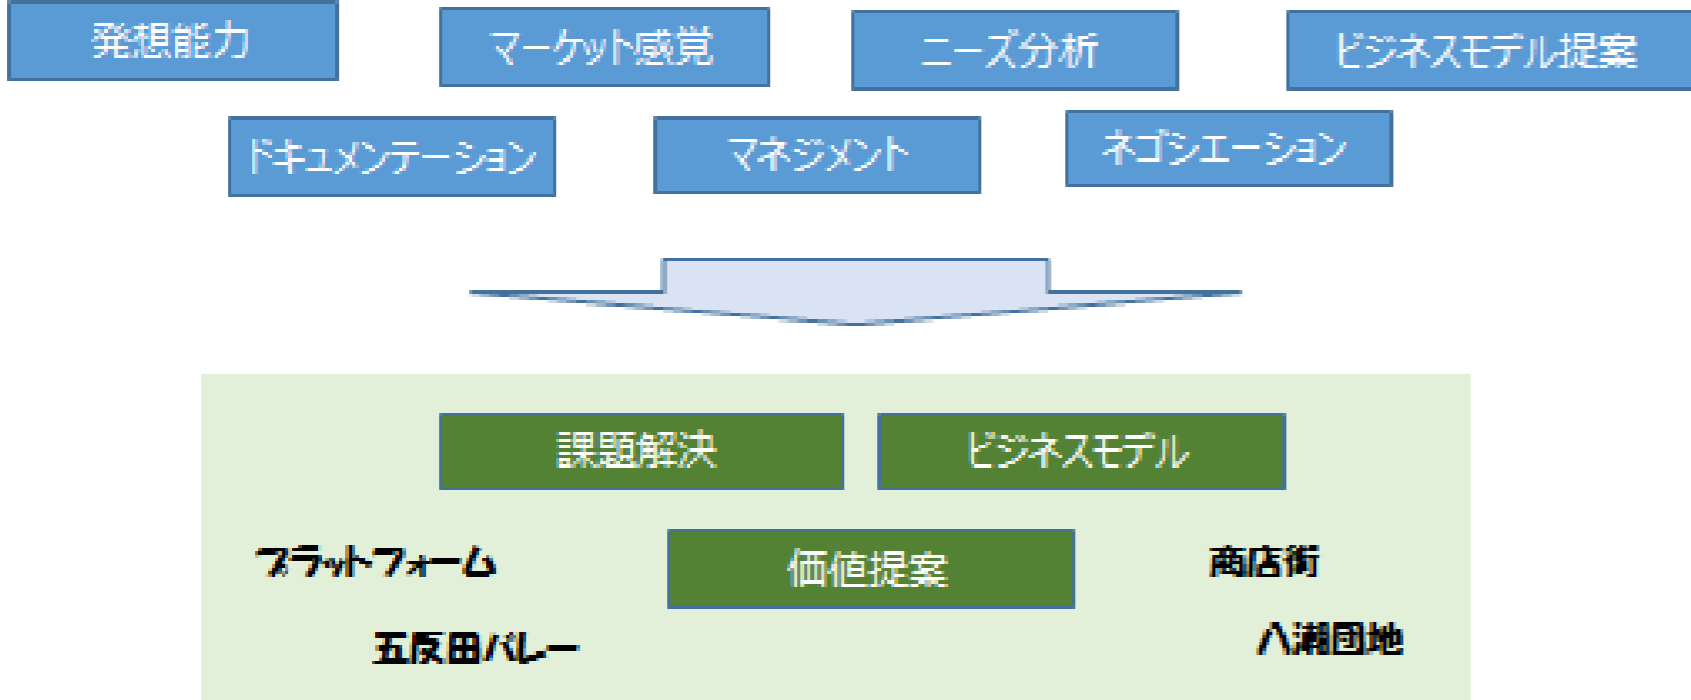 発想能力
マーケット感覚
ニーズ分析
ビジネスモデル提案
ドキュメンテーション
マネジメント
ネゴシエーション
課題解決
ビジネスモデル
プラットフォーム
価値提案
商店街
五反田バレー
八潮団地